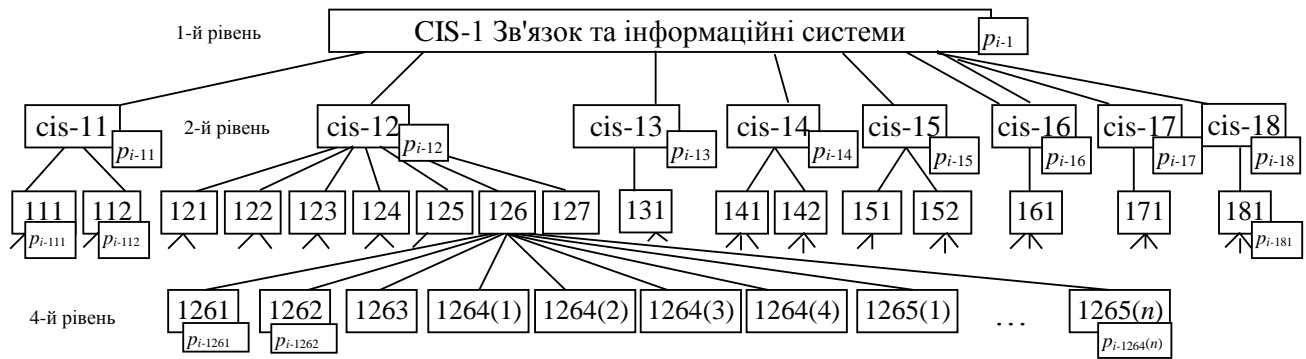 1-й рівень
CIS-1 Зв'язок та інформаційні системи
pi-1
cis-11
pi-11
2-й рівень
cis-12
pi-12
cis-13
pi-13
cis-14
pi-14
cis-15
pi-15
cis-16
pi-16
cis-17
pi-17
cis-18
pi-18
111
pi-111
112
pi-112
121
122
123
124
125
126
127
131
141
142
151
152
161
171
181
pi-181
4-й рівень
1261
pi-1261
1262
pi-1262
1263
1264(1)
1264(2)
1264(3)
1264(4)
1265(1)
…
1265(n)
pi-1264(n)